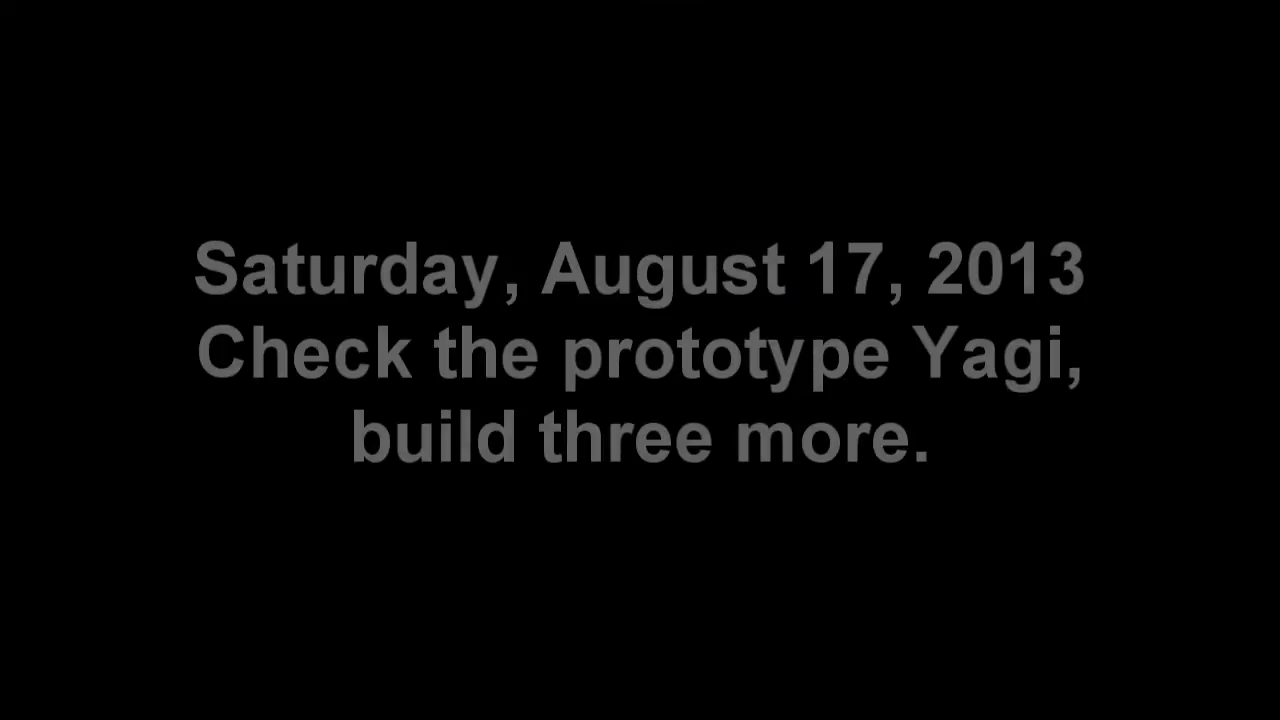 Saturday, August 17, 2013
Check the prototype Yagi,
build three more.